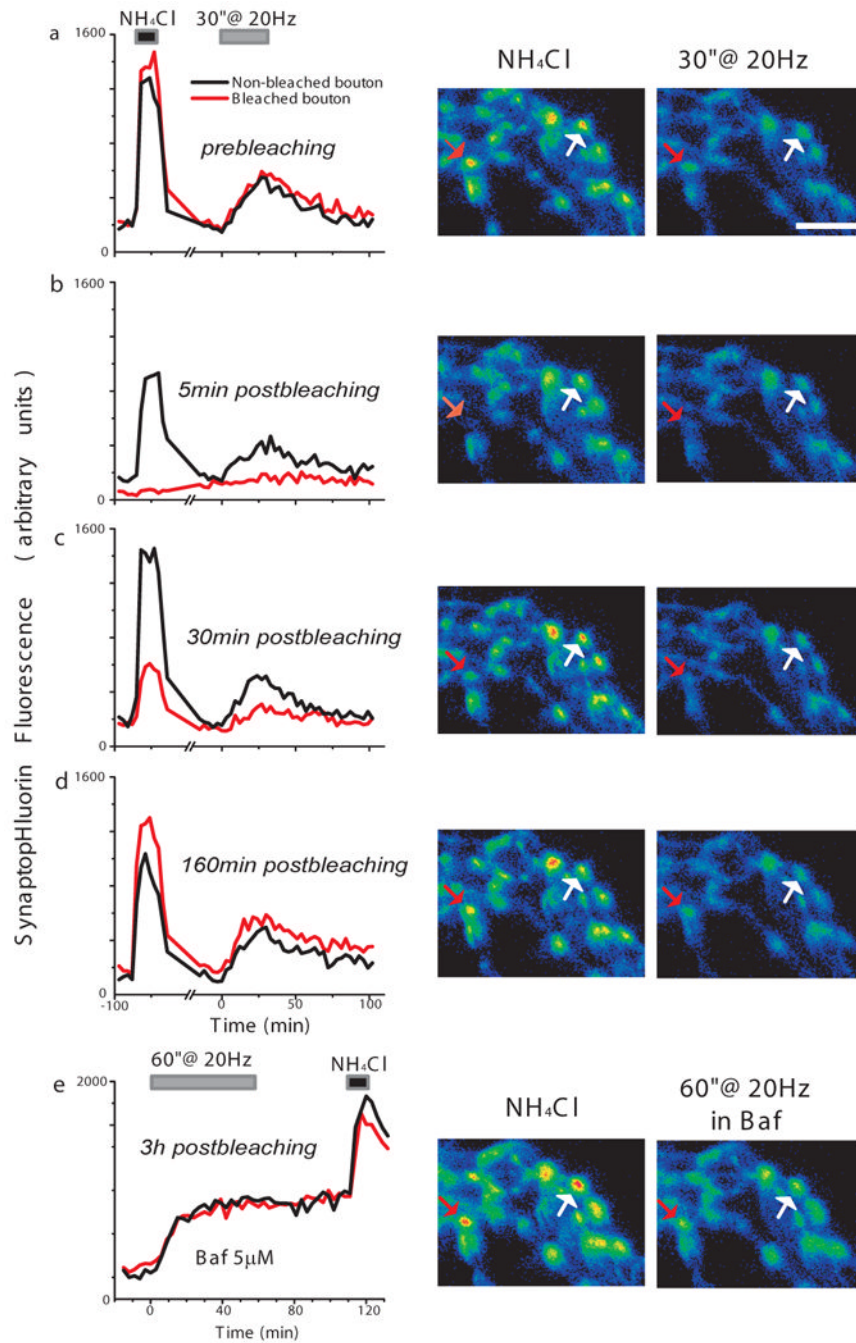 NH₄Cl 30"@ 20Hz
a
1600
Non-bleached bouton
Bleached bouton
prebleaching
0
NH₄Cl 30"@ 20Hz
b
1600
5min postbleaching
0
c
1600
30min postbleaching
0
d
1600
160min postbleaching
0
-100 0 100
Time (min)
SynaptopHluorin Fluorescence ( arbitrary units )
60"@ 20Hz NH₄Cl
e
2000
3h postbleaching
Baf 5μM
0
0 40 80 120
Time (min)
NH₄Cl 60"@ 20Hz
in Baf